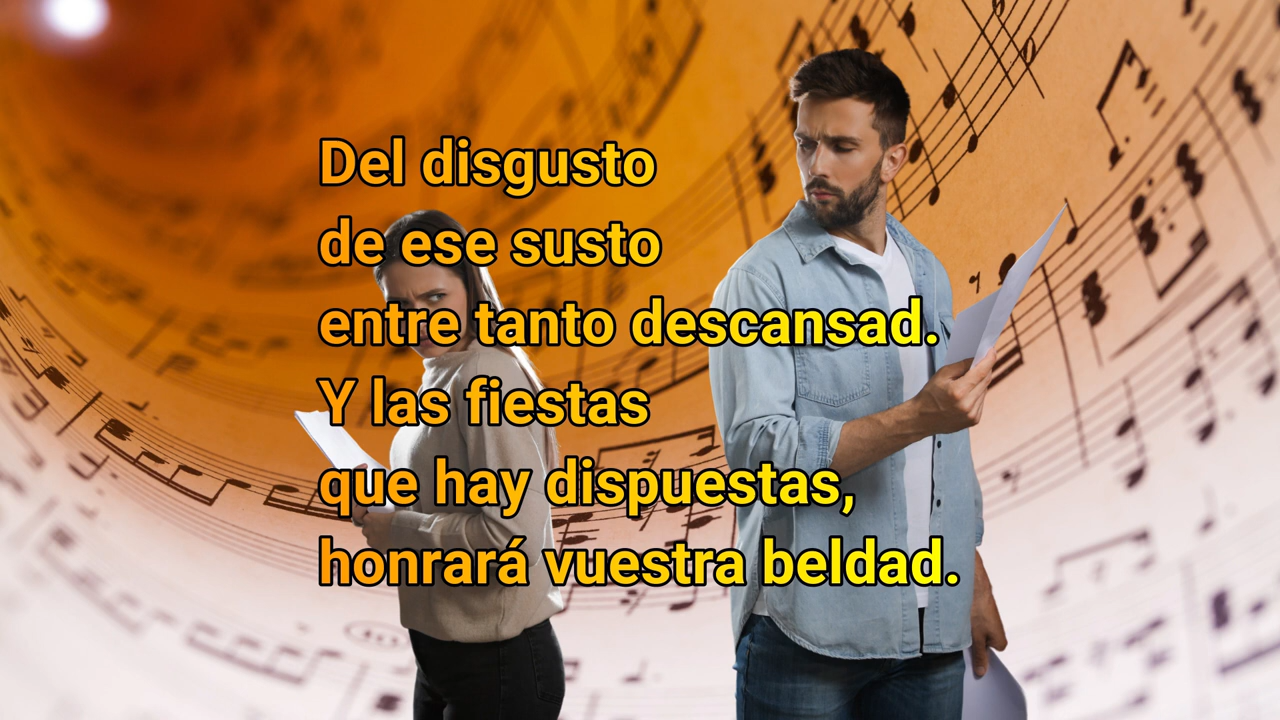 Del disgusto
de ese susto
entre tanto descansad.
Y las fiestas
que hay dispuestas,
honrará vuestra beldad.